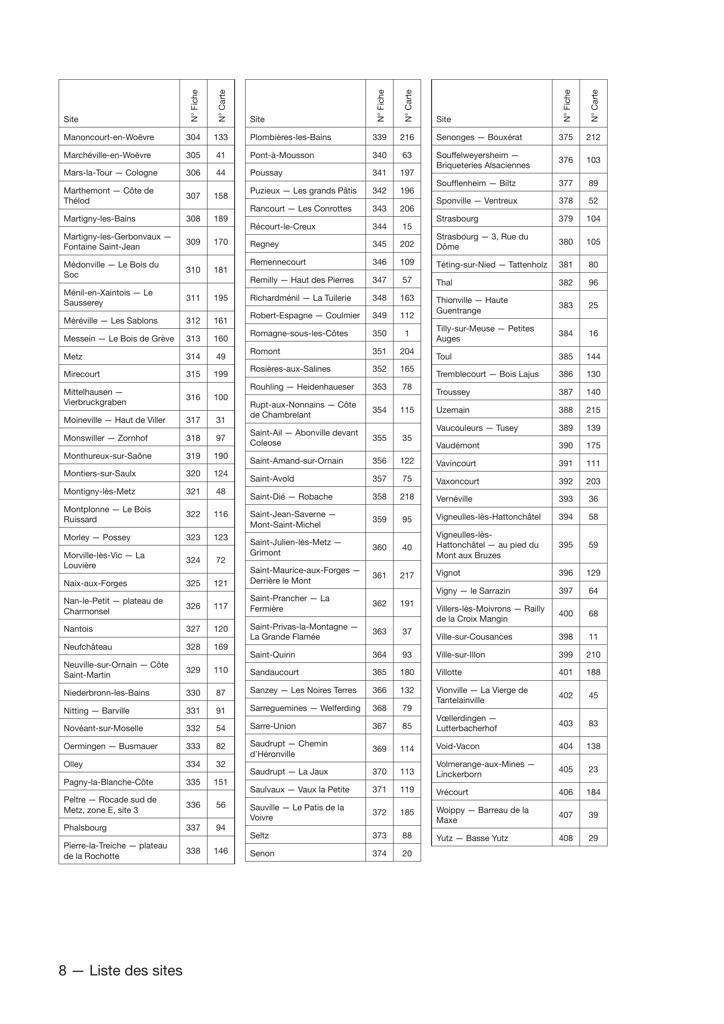 Site N° Fiche N° Carte
Manoncourt-en-Woëvre 304 133
Marchéville-en-Woëvre 305 41
Mars-la-Tour — Cologne 306 44
Marthemont — Côte de
Thélod 307 158
Martigny-les-Bains 308 189
Martigny-les-Gerbonvaux —
Fontaine Saint-Jean 309 170
Médonville — Le Bois du
Soc 310 181
Ménil-en-Xaintois — Le
Sausserey 311 195
Méréville — Les Sablons 312 161
Messein — Le Bois de Grève 313 160
Metz 314 49
Mirecourt 315 199
Mittelhausen —
Vierbruckgraben 316 100
Moineville — Haut de Viller 317 31
Monswiller — Zornhof 318 97
Monthureux-sur-Saône 319 190
Montiers-sur-Saulx 320 124
Montigny-lès-Metz 321 48
Montplonne — Le Bois
Ruissard 322 116
Morley — Possey 323 123
Morville-lès-Vic — La
Louvière 324 72
Naix-aux-Forges 325 121
Nan-le-Petit — plateau de
Charmonsel 326 117
Nantois 327 120
Neufchâteau 328 169
Neuville-sur-Ornain — Côte
Saint-Martin 329 110
Niederbronn-les-Bains 330 87
Nitting — Barville 331 91
Novéant-sur-Moselle 332 54
Oermingen — Busmauer 333 82
Olley 334 32
Pagny-la-Blanche-Côte 335 151
Peltre — Rocade sud de
Metz, zone E, site 3 336 56
Phalsbourg 337 94
Pierre-la-Treiche — plateau
de la Rochotte 338 146
Site N° Fiche N° Carte
Plombières-les-Bains 339 216
Pont-à-Mousson 340 63
Poussay 341 197
Puzieux — Les grands Pâtis 342 196
Rancourt — Les Conrottes 343 206
Récourt-le-Creux 344 15
Regney 345 202
Remennecourt 346 109
Remilly — Haut des Pierres 347 57
Richardménil — La Tuilerie 348 163
Robert-Espagne — Coulmier 349 112
Romagne-sous-les-Côtes 350 1
Romont 351 204
Rosières-aux-Salines 352 165
Rouhling — Heidenhaueser 353 78
Rupt-aux-Nonnains — Côte
de Chambrelant 354 115
Saint-Ail — Abonville devant
Coleose 355 35
Saint-Amand-sur-Ornain 356 122
Saint-Avold 357 75
Saint-Dié — Robache 358 218
Saint-Jean-Saverne —
Mont-Saint-Michel 359 95
Saint-Julien-lès-Metz —
Grimont 360 40
Saint-Maurice-aux-Forges —
Derrière le Mont 361 217
Saint-Prancher — La
Fermière 362 191
Saint-Privas-la-Montagne —
La Grande Flamée 363 37
Saint-Quirin 364 93
Sandaucourt 365 180
Sanzey — Les Noires Terres 366 132
Sarreguemines — Welferding 368 79
Sarre-Union 367 85
Saudrupt — Chemin
d'Héronville 369 114
Saudrupt — La Jaux 370 113
Saulvaux — Vaux la Petite 371 119
Sauville — Le Patis de la
Voivre 372 185
Seltz 373 88
Senon 374 20
Site N° Fiche N° Carte
Senonges — Bouxérat 375 212
Souffelweyersheim —
Briqueteries Alsaciennes 376 103
Soufflenheim — Biltz 377 89
Sponville — Ventreux 378 52
Strasbourg 379 104
Strasbourg — 3, Rue du
Dôme 380 105
Téting-sur-Nied — Tattenholz 381 80
Thal 382 96
Thionville — Haute
Guentrange 383 25
Tilly-sur-Meuse — Petites
Auges 384 16
Toul 385 144
Tremblecourt — Bois Lajus 386 130
Troussey 387 140
Uzemain 388 215
Vaucouleurs — Tusey 389 139
Vaudémont 390 175
Vavincourt 391 111
Vaxoncourt 392 203
Vernéville 393 36
Vigneulles-lès-Hattonchâtel 394 58
Vigneulles-lès-
Hattonchâtel — au pied du
Mont aux Bruzes 395 59
Vignot 396 129
Vigny — le Sarrazin 397 64
Villers-lès-Moivrons — Railly
de la Croix Mangin 400 68
Ville-sur-Cousances 398 11
Ville-sur-Illon 399 210
Villotte 401 188
Vionville — La Vierge de
Tantelainville 402 45
Vœllerdingen —
Lutterbacherhof 403 83
Void-Vacon 404 138
Volmerange-aux-Mines —
Linckerborn 405 23
Vrécourt 406 184
Woippy — Barreau de la
Maxe 407 39
Yutz — Basse Yutz 408 29
8 — Liste des sites